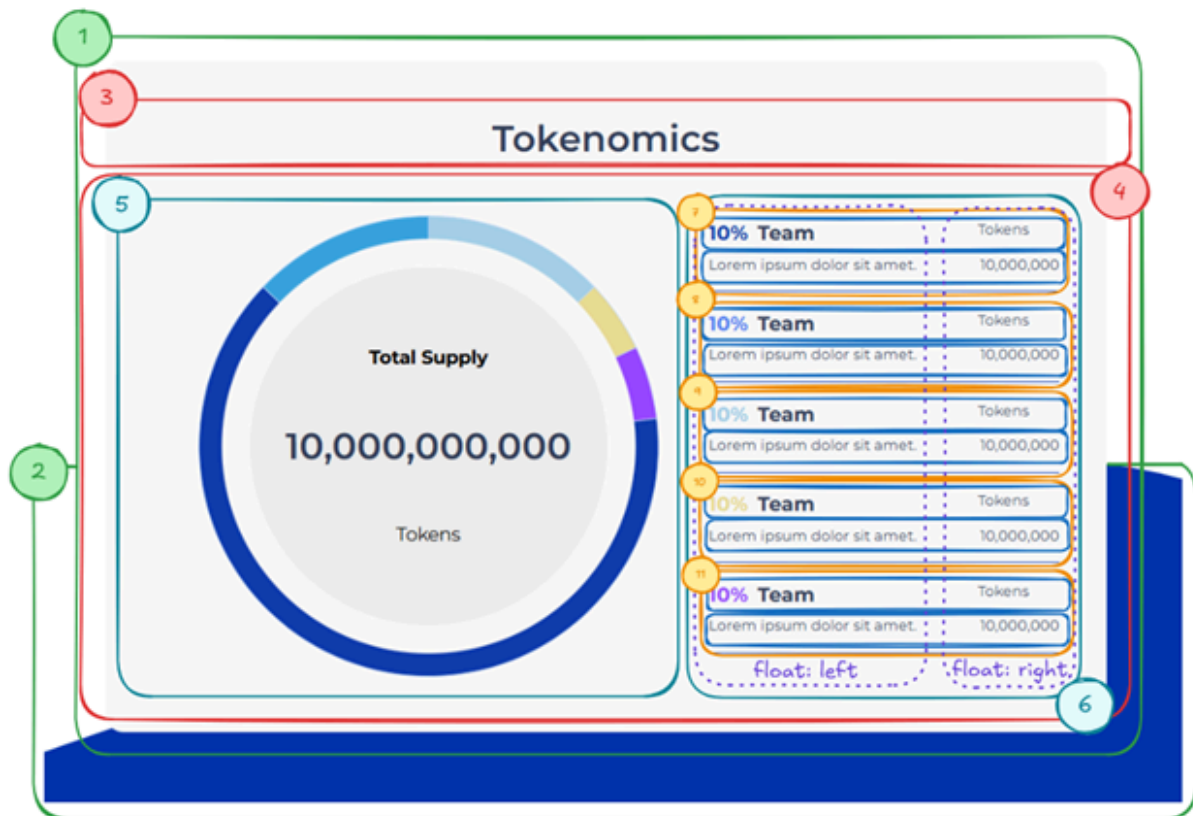 1
3
Tokenomics
4
5
7
10% Team Tokens
Lorem ipsum dolor sit amet. 10,000,000
8
10% Team Tokens
Lorem ipsum dolor sit amet. 10,000,000
9
10% Team Tokens
Lorem ipsum dolor sit amet. 10,000,000
10
10% Team Tokens
Lorem ipsum dolor sit amet. 10,000,000
11
10% Team Tokens
Lorem ipsum dolor sit amet. 10,000,000
float: left float: right
Total Supply
10,000,000,000
Tokens
2
6